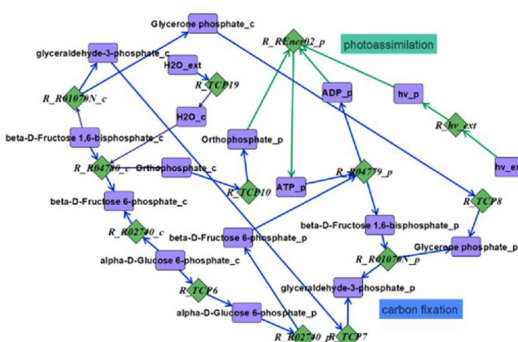 Glycerone phosphate_c
R_REner02_p
photoassimilation
glyceraldehyde-3-phosphate_c
H2O_ext
R_TCP19
ADP_p
hv_p
R_R01070N_c
H2O_c
R_hv_ext
beta-D-Fructose 1,6-bisphosphate_c
Orthophosphate_p
R_R04780_c
Orthophosphate_c
R_R04779_p
hv_ex
ATP_p
R_TCP10
R_TCP8
beta-D-Fructose 6-phosphate_c
beta-D-Fructose 1,6-bisphosphate_p
R_R02740_c
beta-D-Fructose 6-phosphate_p
Glycerone phosphate_p
alpha-D-Glucose 6-phosphate_c
R_R01070N_p
R_TCP6
glyceraldehyde-3-phosphate_p
alpha-D-Glucose 6-phosphate_p
carbon fixation
R_R02740_p
R_TCP7